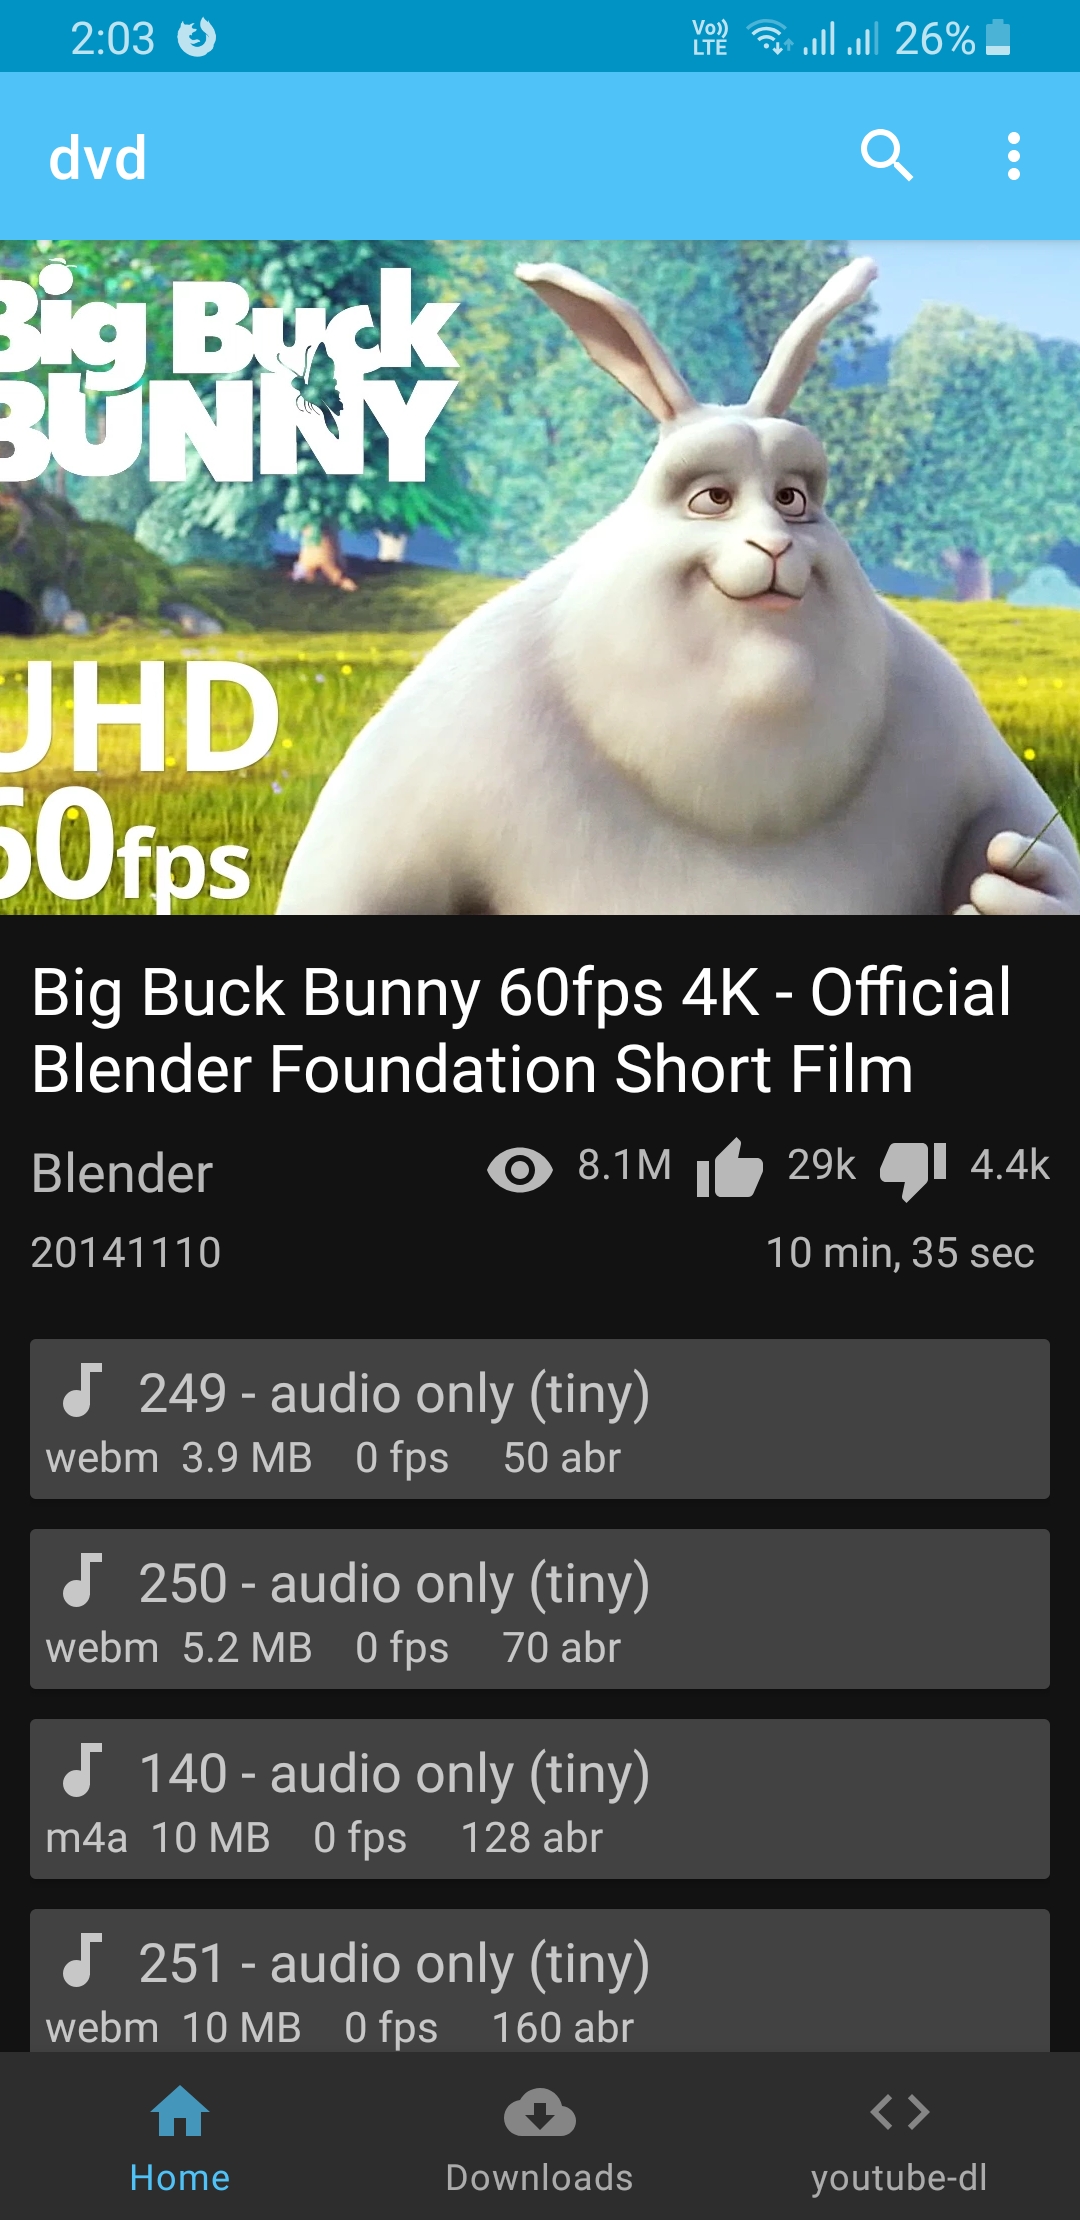 2:03 Vo)) LTE 26%
dvd
Big Buck
BUNNY
UHD
60fps
Big Buck Bunny 60fps 4K - Official
Blender Foundation Short Film
Blender 8.1M 29k 4.4k
20141110 10 min, 35 sec
249 - audio only (tiny)
webm 3.9 MB 0 fps 50 abr
250 - audio only (tiny)
webm 5.2 MB 0 fps 70 abr
140 - audio only (tiny)
m4a 10 MB 0 fps 128 abr
251 - audio only (tiny)
webm 10 MB 0 fps 160 abr
Home Downloads youtube-dl